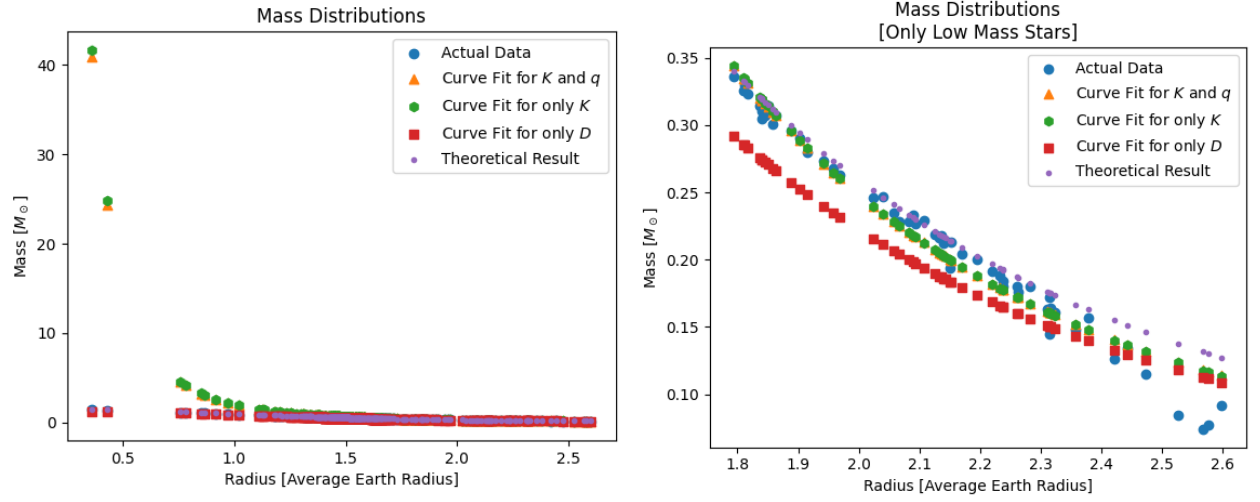 Mass Distributions
Mass [M⊙]
40
30
20
10
0
0.5 1.0 1.5 2.0 2.5
Radius [Average Earth Radius]
Actual Data
Curve Fit for K and q
Curve Fit for only K
Curve Fit for only D
Theoretical Result
Mass Distributions
[Only Low Mass Stars]
Mass [M⊙]
0.35
0.30
0.25
0.20
0.15
0.10
1.8 1.9 2.0 2.1 2.2 2.3 2.4 2.5 2.6
Radius [Average Earth Radius]
Actual Data
Curve Fit for K and q
Curve Fit for only K
Curve Fit for only D
Theoretical Result